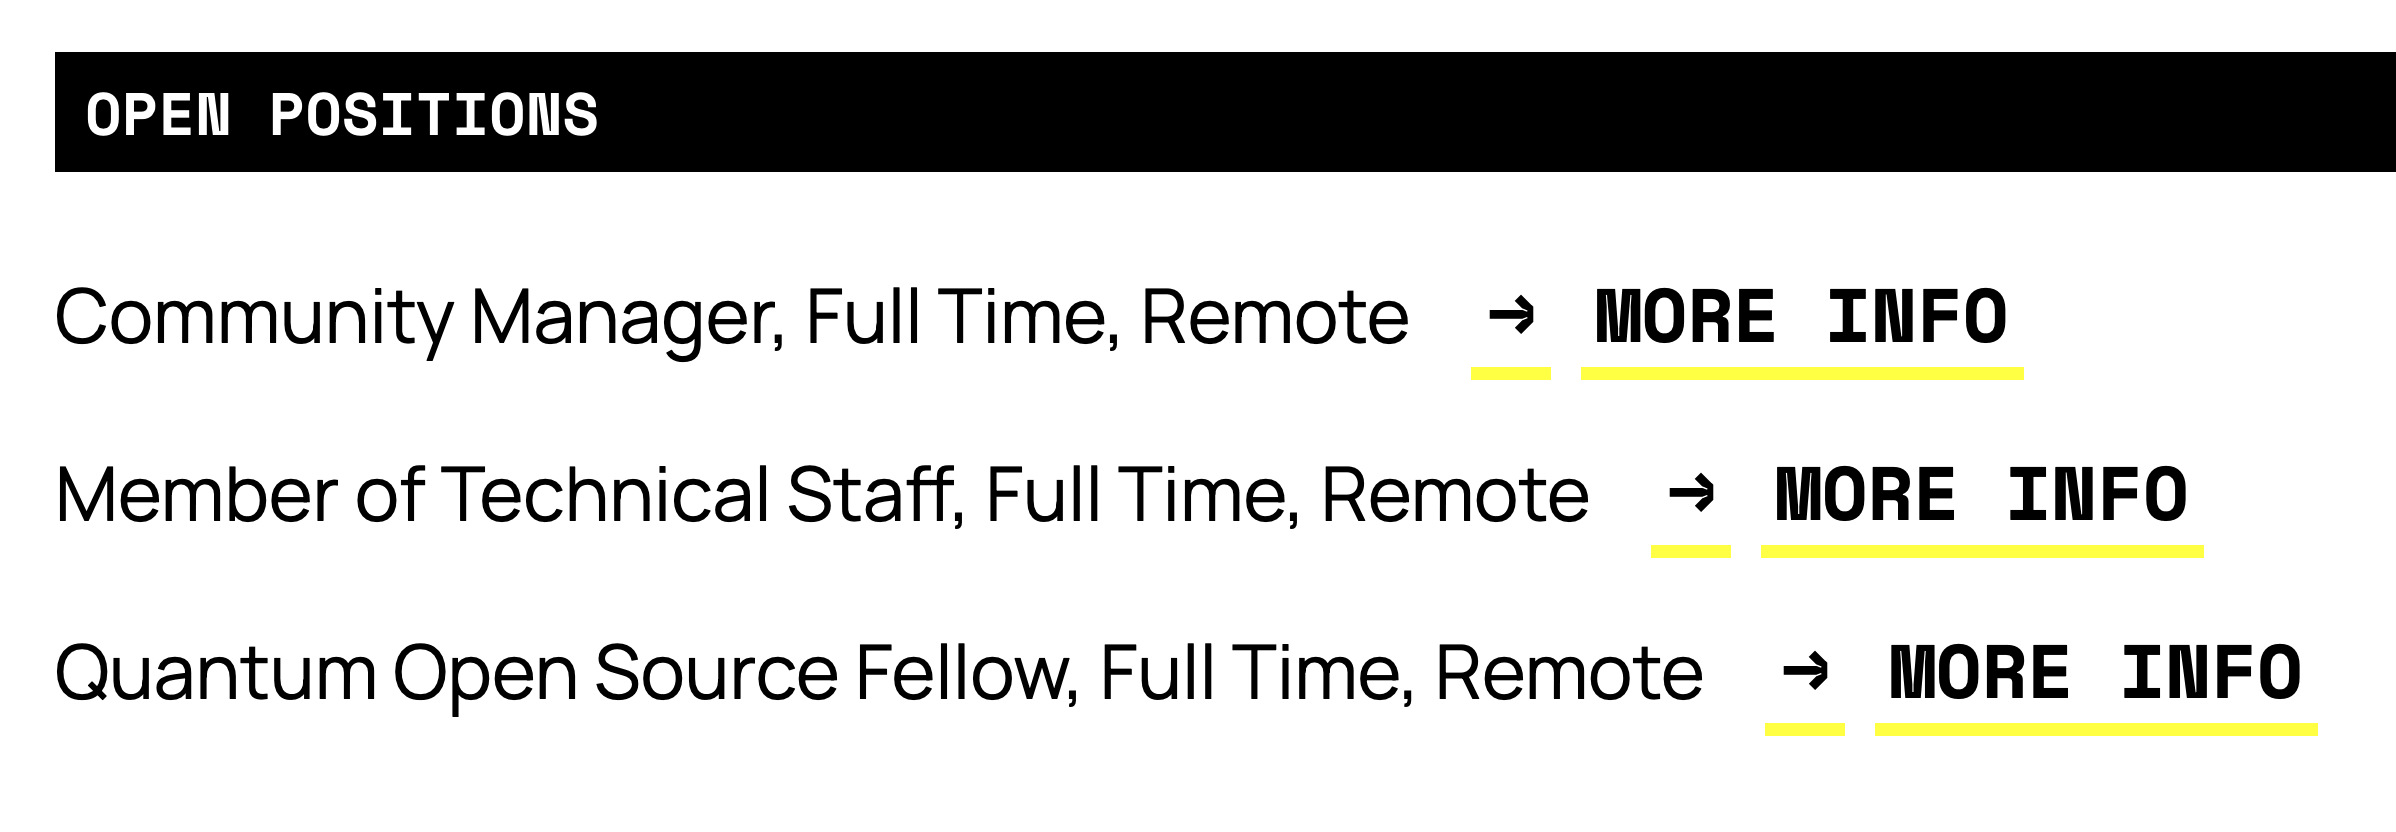 OPEN POSITIONS
Community Manager, Full Time, Remote → MORE INFO
Member of Technical Staff, Full Time, Remote → MORE INFO
Quantum Open Source Fellow, Full Time, Remote → MORE INFO